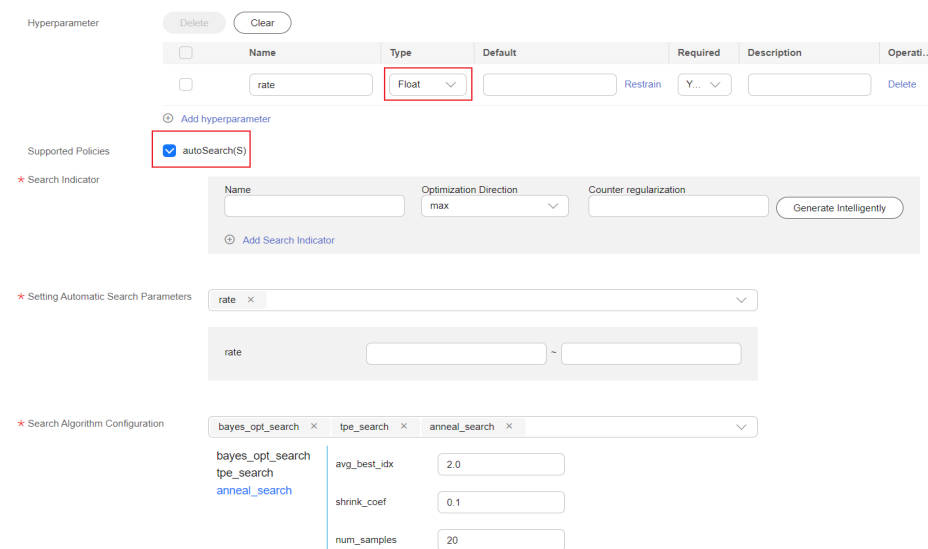 Hyperparameter
Delete
Clear
Name Type Default Required Description Operati...
rate Float Restrain Y... Delete
Add hyperparameter
Supported Policies
autoSearch(S)
* Search Indicator
Name Optimization Direction Counter regularization
max
Generate Intelligently
Add Search Indicator
* Setting Automatic Search Parameters
rate ×
rate ~
* Search Algorithm Configuration
bayes_opt_search × tpe_search × anneal_search ×
bayes_opt_search
tpe_search
anneal_search
avg_best_idx 2.0
shrink_coef 0.1
num_samples 20